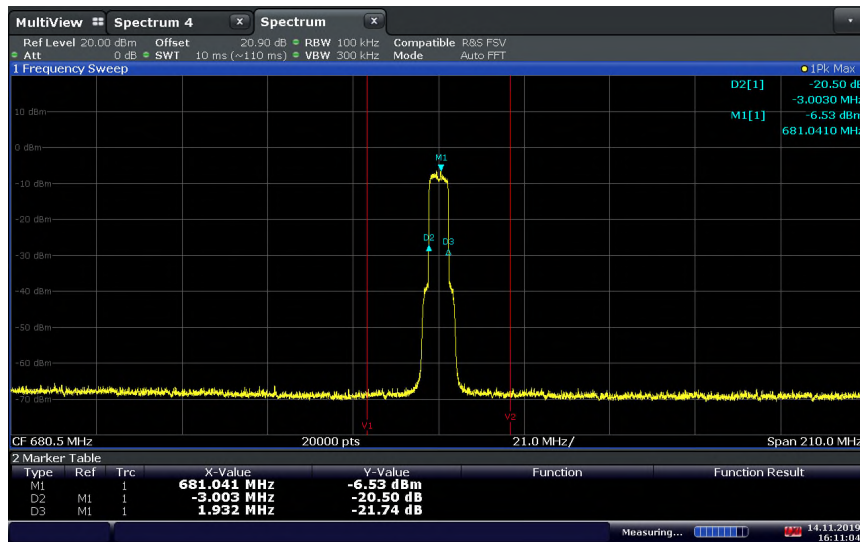 MultiView Spectrum 4 x Spectrum x
Ref Level 20.00 dBm Offset 20.90 dB RBW 100 kHz Compatible R&S FSV
Att 0 dB SWT 10 ms (~110 ms) VBW 300 kHz Mode Auto FFT
1 Frequency Sweep 1Pk Max
D2[1] -20.50 dB
-3.0030 MHz
10 dBm M1[1] -6.53 dBm
681.0410 MHz
0 dBm
M1
-10 dBm
-20 dBm
D2 D3
-30 dBm
-40 dBm
-50 dBm
-60 dBm
-70 dBm
V1 V2
CF 680.5 MHz 20000 pts 21.0 MHz/ Span 210.0 MHz
2 Marker Table
Type Ref Trc X-Value Y-Value Function Function Result
M1 1 681.041 MHz -6.53 dBm
D2 M1 1 -3.003 MHz -20.50 dB
D3 M1 1 1.932 MHz -21.74 dB
Measuring... 14.11.2019
16:11:04